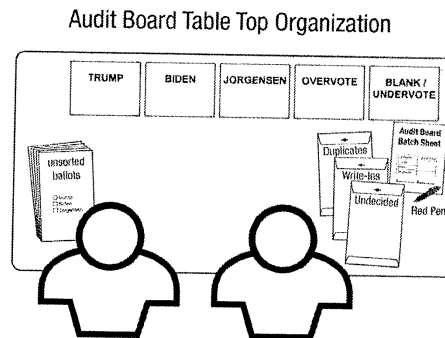 Audit Board Table Top Organization
TRUMP
BIDEN
JORGENSEN
OVERVOTE
BLANK /
UNDERVOTE
unsorted
ballots
Duplicates
Write-Ins
Undecided
Audit Board
Batch Sheet
Red Pen